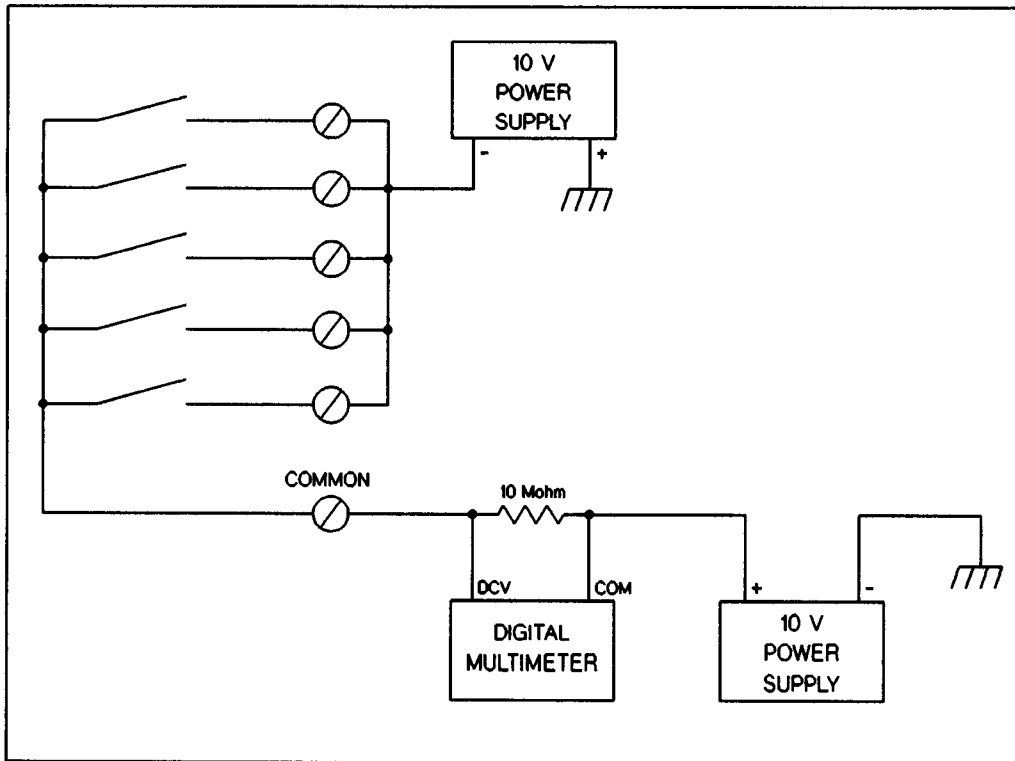 10 V
POWER
SUPPLY
-
+
COMMON
10 Mohm
DCV
COM
+
-
DIGITAL
MULTIMETER
10 V
POWER
SUPPLY